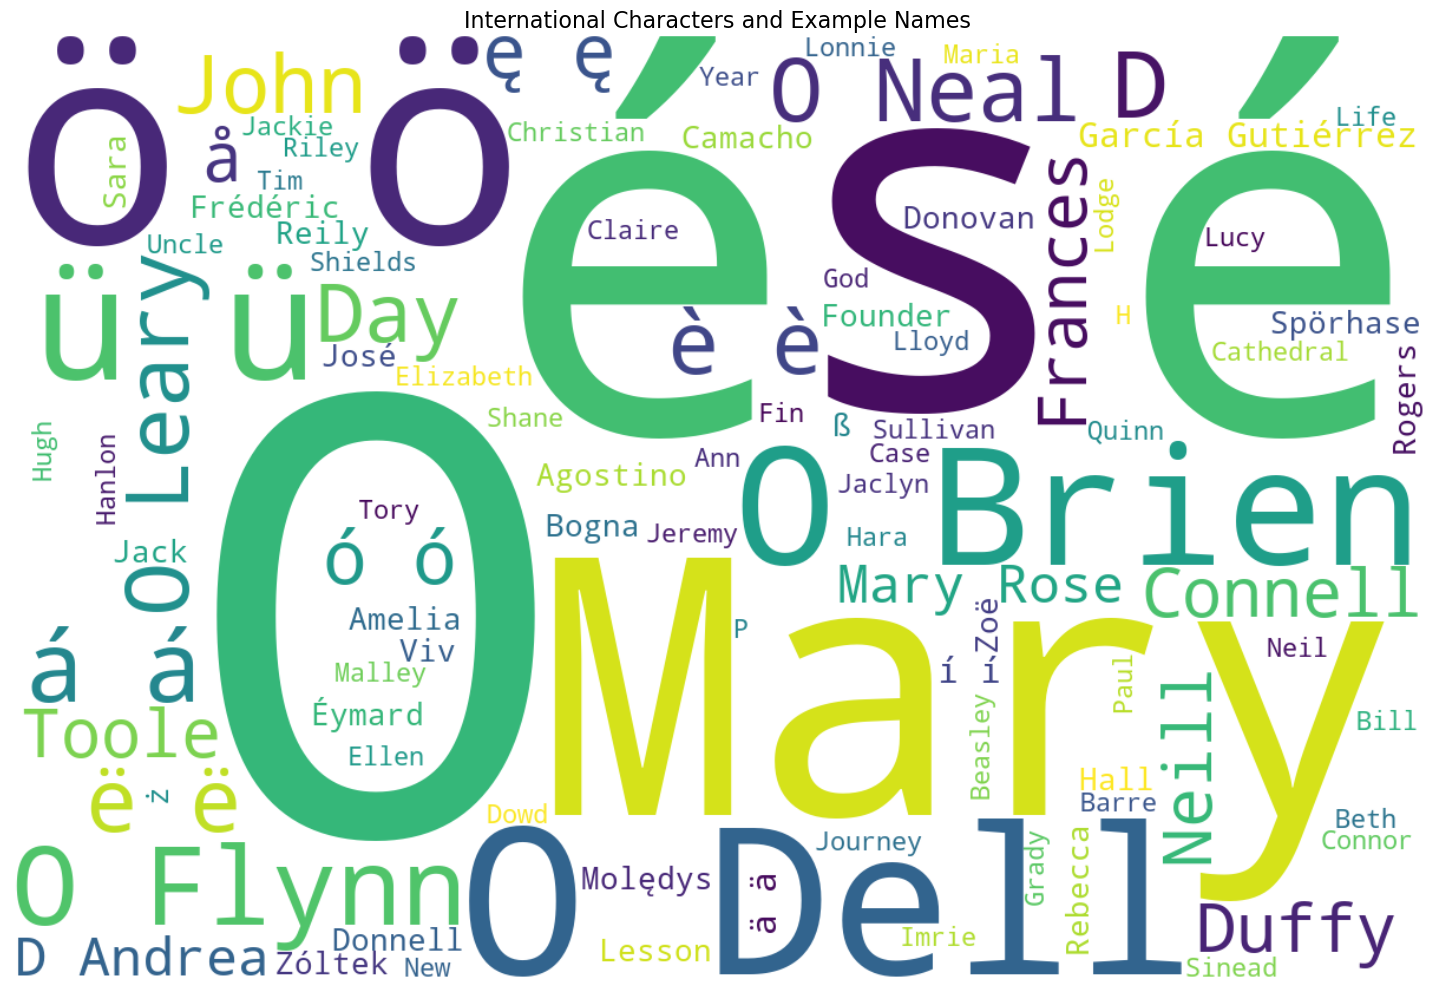 International Characters and Example Names
ö ö
John
ę ę
é é
Lonnie
Maria
Year
O Neal
D
Life
Jackie
Christian
Camacho
García Gutiérrez
Sara
å
Riley
Tim
S
Frances
Lodge
Frédéric
Donovan
Reily
Claire
Lucy
Uncle
Shields
God
ü ü
O Leary
Day
è è
Founder
H
Spörhase
Lloyd
José
Cathedral
Elizabeth
Rogers
Shane
Fin
ß
Sullivan
Quinn
Hugh
Hanlon
O
Ann
Case
Agostino
O Brien
Jaclyn
Tory
Bogna
Jeremy
Hara
Jack
ó ó
Mary Rose
Connell
Mary
Amelia
P
Zoë
Viv
Neil
á á
í í
Malley
Paul
Éymard
Neill
Bill
Toole
Ellen
Beasley
ë ë
ż
Hall
Barre
Dowd
Beth
Journey
Connor
O Flynn
O Dell
Molędys
ä ä
Grady
Rebecca
Duffy
Donnell
Imrie
D Andrea
Zóltek
New
Lesson
Sinead